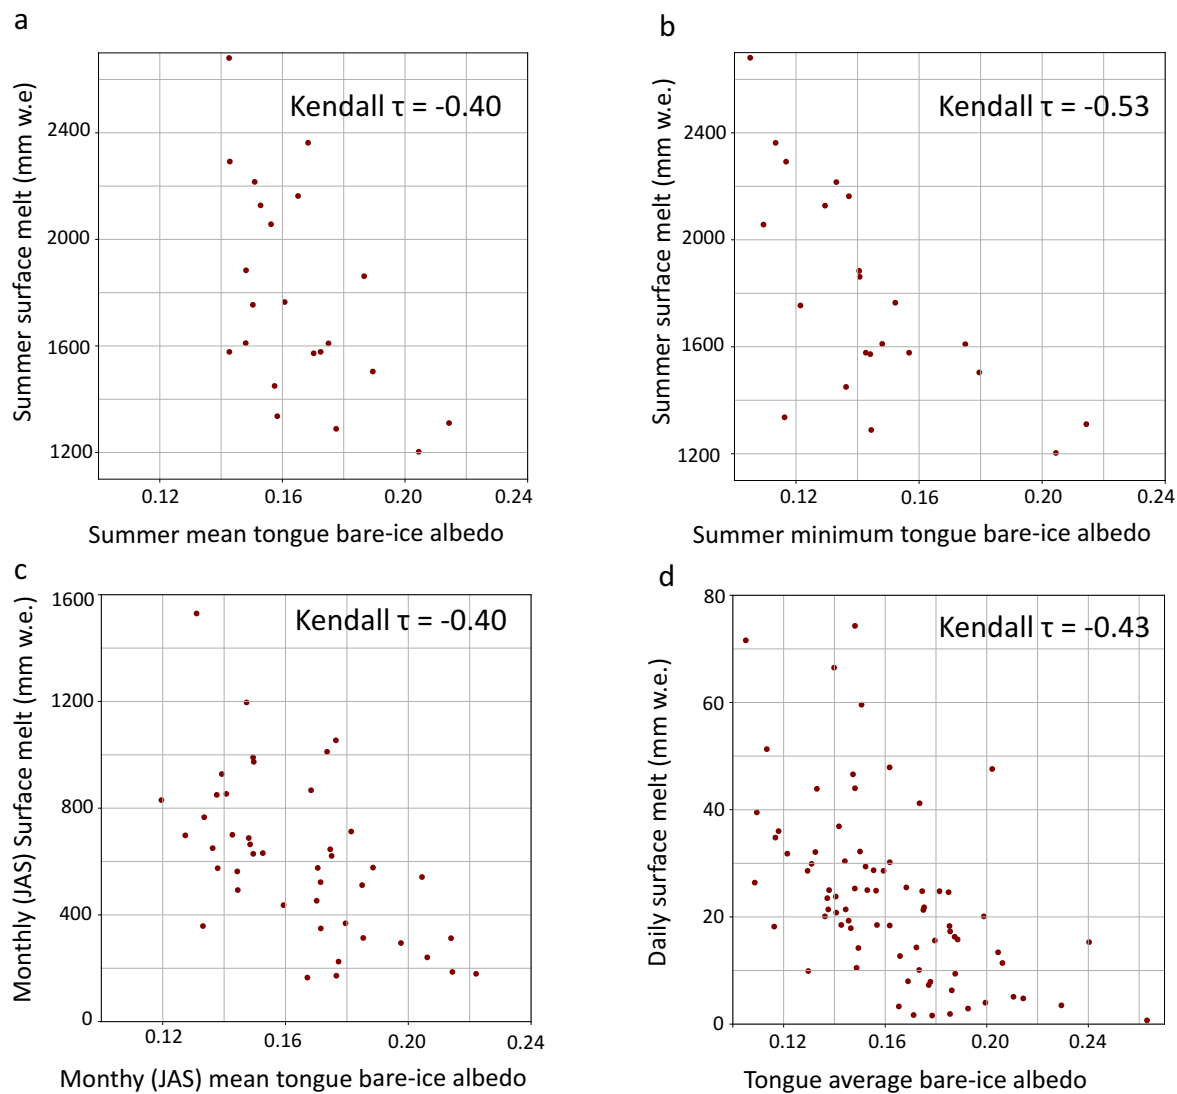 a
Kendall τ = -0.40
Summer surface melt (mm w.e)
2400
2000
1600
1200
0.12 0.16 0.20 0.24
Summer mean tongue bare-ice albedo
b
Kendall τ = -0.53
Summer surface melt (mm w.e.)
2400
2000
1600
1200
0.12 0.16 0.20 0.24
Summer minimum tongue bare-ice albedo
c
Kendall τ = -0.40
Monthly (JAS) Surface melt (mm w.e.)
1600
1200
800
400
0
0.12 0.16 0.20 0.24
Monthy (JAS) mean tongue bare-ice albedo
d
Kendall τ = -0.43
Daily surface melt (mm w.e.)
80
60
40
20
0
0.12 0.16 0.20 0.24
Tongue average bare-ice albedo